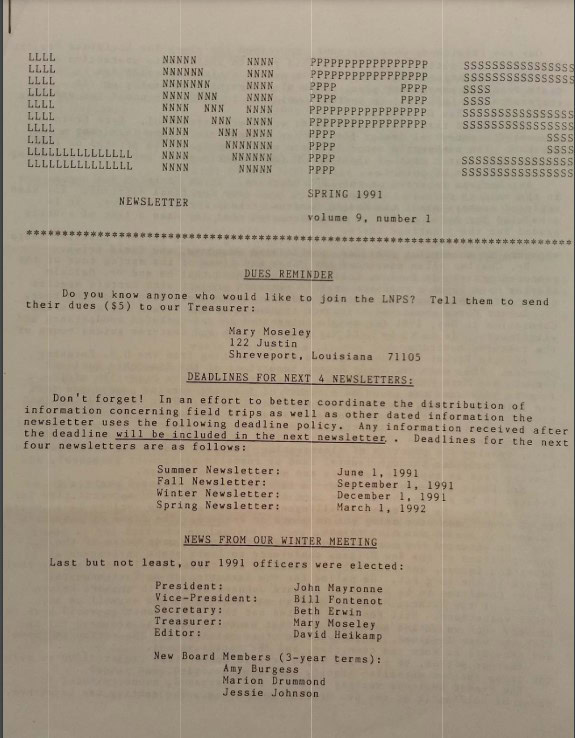 LLLL NNNNN NNNN PPPPPPPPPPPPPPPPP SSSSSSSSSSSSSSSS
LLLL NNNNNN NNNN PPPPPPPPPPPPPPPPP SSSSSSSSSSSSSSSS
LLLL NNNNNNN NNNN PPPP PPPP SSSS
LLLL NNNN NNN NNNN PPPP PPPP SSSS
LLLL NNNN NNN NNNN PPPPPPPPPPPPPPPPP SSSSSSSSSSSSSSSS
LLLL NNNN NNN NNNN PPPPPPPPPPPPPPPPP SSSSSSSSSSSSSSSS
LLLL NNNN NNN NNNN PPPP SSSS
LLLL NNNN NNNNNNN PPPP SSSS
LLLLLLLLLLLLLLL NNNN NNNNNN PPPP SSSSSSSSSSSSSSSS
LLLLLLLLLLLLLLL NNNN NNNNN PPPP SSSSSSSSSSSSSSSS
NEWSLETTER SPRING 1991
volume 9, number 1
********************************************************************************
DUES REMINDER
Do you know anyone who would like to join the LNPS? Tell them to send
their dues ($5) to our Treasurer:
Mary Moseley
122 Justin
Shreveport, Louisiana 71105
DEADLINES FOR NEXT 4 NEWSLETTERS:
Don't forget! In an effort to better coordinate the distribution of
information concerning field trips as well as other dated information the
newsletter uses the following deadline policy. Any information received after
the deadline will be included in the next newsletter. . Deadlines for the next
four newsletters are as follows:
Summer Newsletter: June 1, 1991
Fall Newsletter: September 1, 1991
Winter Newsletter: December 1, 1991
Spring Newsletter: March 1, 1992
NEWS FROM OUR WINTER MEETING
Last but not least, our 1991 officers were elected:
President: John Mayronne
Vice-President: Bill Fontenot
Secretary: Beth Erwin
Treasurer: Mary Moseley
Editor: David Heikamp
New Board Members (3-year terms):
Amy Burgess
Marion Drummond
Jessie Johnson